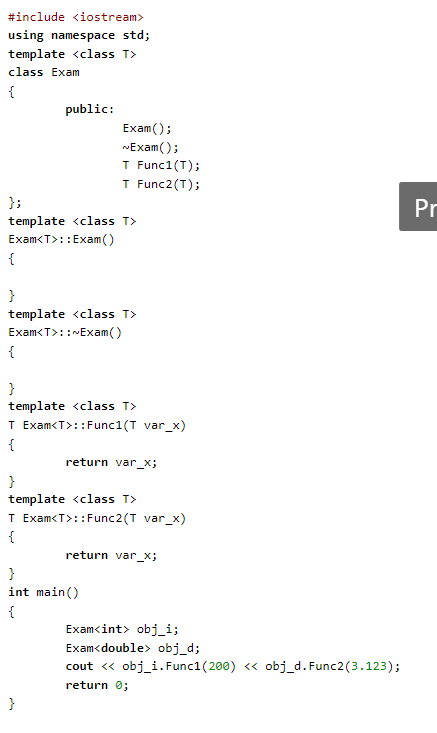 #include <iostream>
using namespace std;
template <class T>
class Exam
{
        public:
                Exam();
                ~Exam();
                T Func1(T);
                T Func2(T);
};
template <class T>
Exam<T>::Exam()
{

}
template <class T>
Exam<T>::~Exam()
{

}
template <class T>
T Exam<T>::Func1(T var_x)
{
        return var_x;
}
template <class T>
T Exam<T>::Func2(T var_x)
{
        return var_x;
}
int main()
{
        Exam<int> obj_i;
        Exam<double> obj_d;
        cout << obj_i.Func1(200) << obj_d.Func2(3.123);
        return 0;
}
Pr